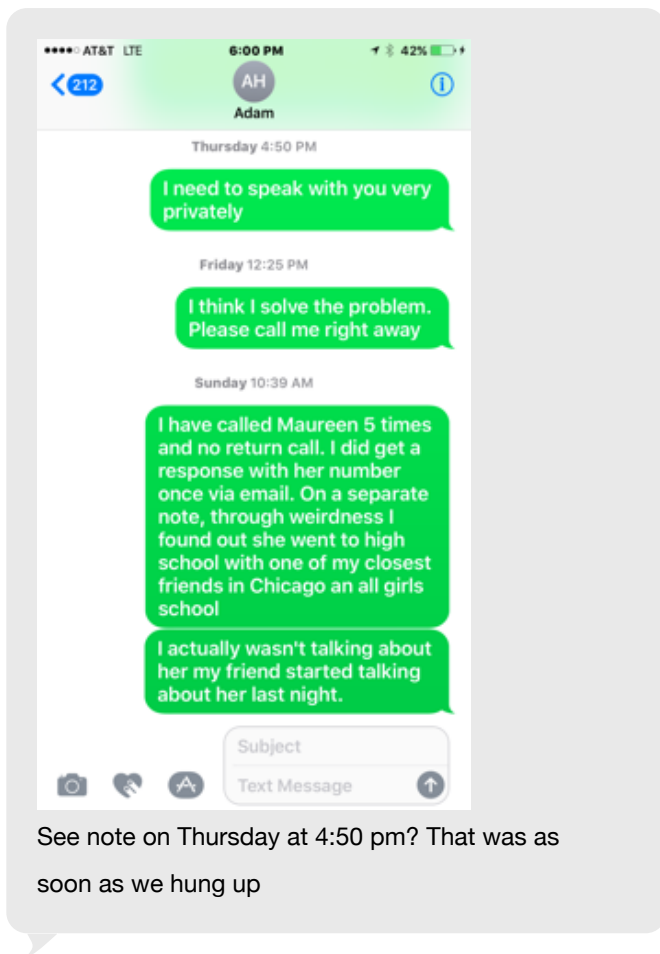 AT&T LTE 6:00 PM 42%
212 AH
Adam
Thursday 4:50 PM
I need to speak with you very
privately
Friday 12:25 PM
I think I solve the problem.
Please call me right away
Sunday 10:39 AM
I have called Maureen 5 times
and no return call. I did get a
response with her number
once via email. On a separate
note, through weirdness I
found out she went to high
school with one of my closest
friends in Chicago an all girls
school
I actually wasn't talking about
her my friend started talking
about her last night.
Subject
Text Message
See note on Thursday at 4:50 pm? That was as
soon as we hung up